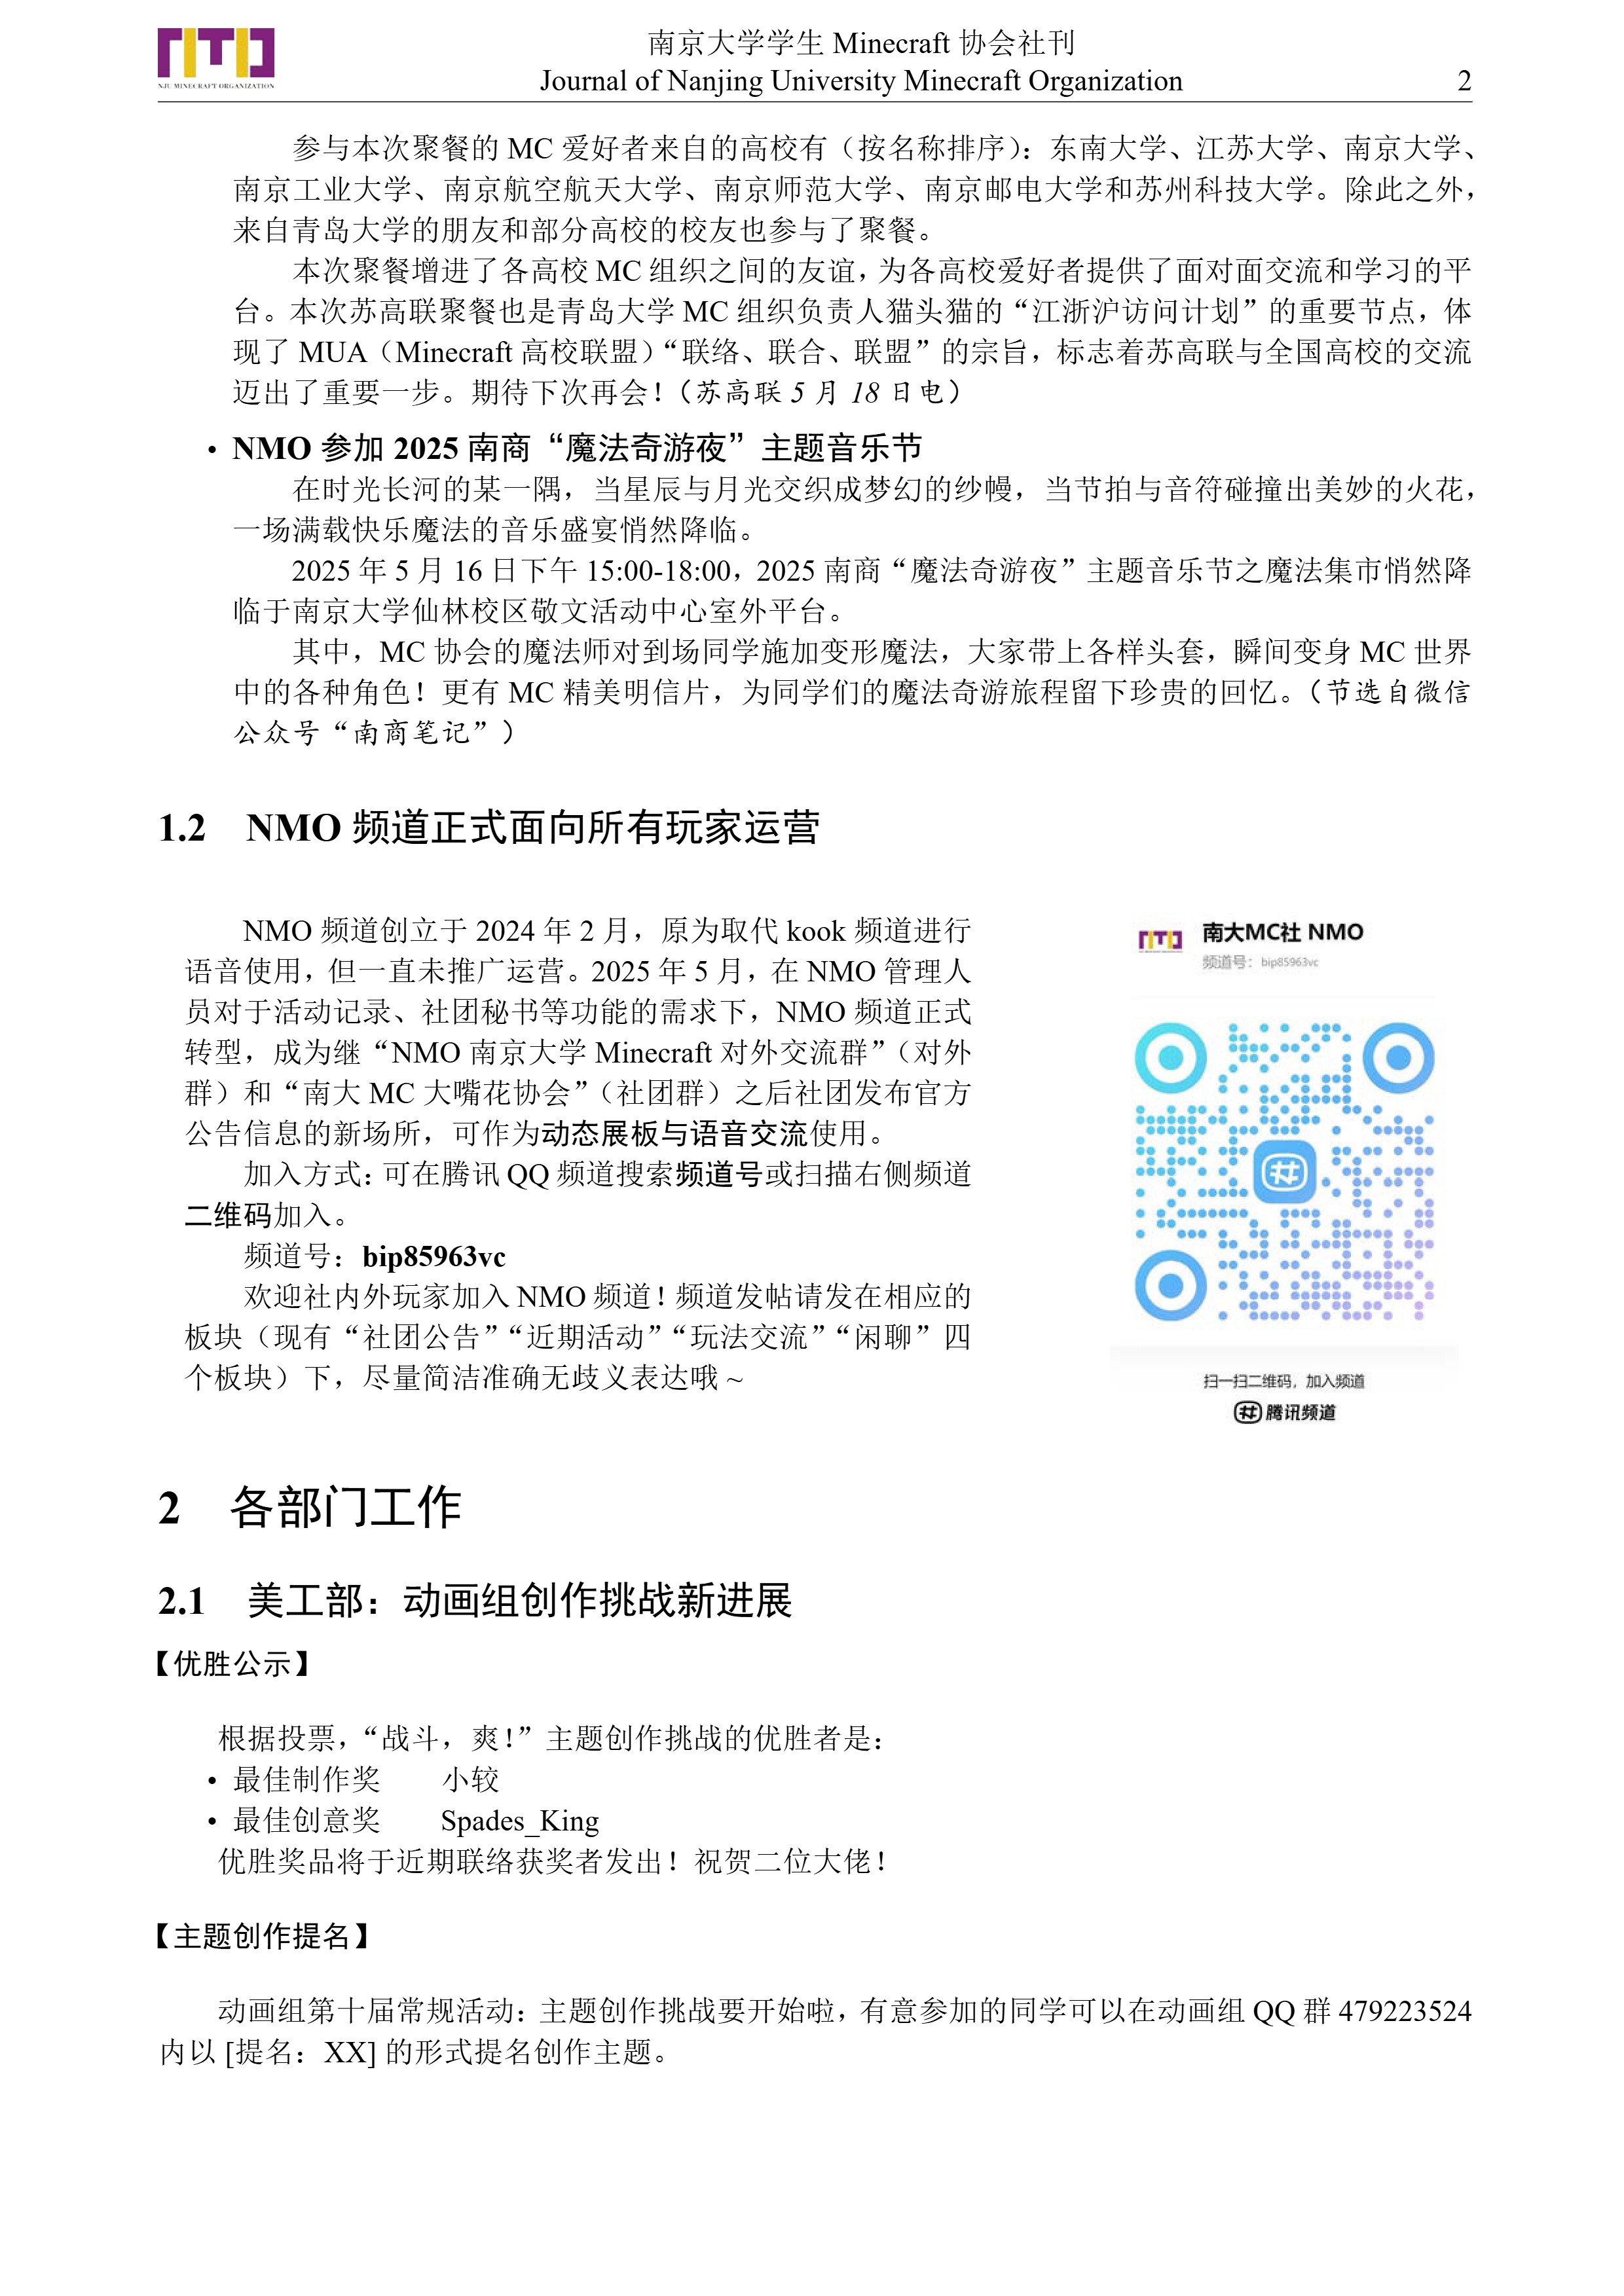 NJU MINECRAFT ORGANIZATION
南京大学学生 Minecraft 协会社刊
Journal of Nanjing University Minecraft Organization
2
参与本次聚餐的 MC 爱好者来自的高校有（按名称排序）：东南大学、江苏大学、南京大学、
南京工业大学、南京航空航天大学、南京师范大学、南京邮电大学和苏州科技大学。除此之外，
来自青岛大学的朋友和部分高校的校友也参与了聚餐。
本次聚餐增进了各高校 MC 组织之间的友谊，为各高校爱好者提供了面对面交流和学习的平
台。本次苏高联聚餐也是青岛大学 MC 组织负责人猫头猫的“江浙沪访问计划”的重要节点，体
现了 MUA（Minecraft 高校联盟）“联络、联合、联盟”的宗旨，标志着苏高联与全国高校的交流
迈出了重要一步。期待下次再会！（苏高联 5 月 18 日电）
• NMO 参加 2025 南商“魔法奇游夜”主题音乐节
在时光长河的某一隅，当星辰与月光交织成梦幻的纱幔，当节拍与音符碰撞出美妙的火花，
一场满载快乐魔法的音乐盛宴悄然降临。
2025 年 5 月 16 日下午 15:00-18:00，2025 南商“魔法奇游夜”主题音乐节之魔法集市悄然降
临于南京大学仙林校区敬文活动中心室外平台。
其中，MC 协会的魔法师对到场同学施加变形魔法，大家带上各样头套，瞬间变身 MC 世界
中的各种角色！更有 MC 精美明信片，为同学们的魔法奇游旅程留下珍贵的回忆。（节选自微信
公众号“南商笔记”）
1.2 NMO 频道正式面向所有玩家运营
NMO 频道创立于 2024 年 2 月，原为取代 kook 频道进行
语音使用，但一直未推广运营。2025 年 5 月，在 NMO 管理人
员对于活动记录、社团秘书等功能的需求下，NMO 频道正式
转型，成为继“NMO 南京大学 Minecraft 对外交流群”（对外
群）和“南大 MC 大嘴花协会”（社团群）之后社团发布官方
公告信息的新场所，可作为动态展板与语音交流使用。
加入方式：可在腾讯 QQ 频道搜索频道号或扫描右侧频道
二维码加入。
频道号：bip85963vc
欢迎社内外玩家加入 NMO 频道！频道发帖请发在相应的
板块（现有“社团公告”“近期活动”“玩法交流”“闲聊”四
个板块）下，尽量简洁准确无歧义表达哦 ~
南大MC社 NMO
频道号：bip85963vc
扫一扫二维码，加入频道
腾讯频道
2 各部门工作
2.1 美工部：动画组创作挑战新进展
【优胜公示】
根据投票，“战斗，爽！”主题创作挑战的优胜者是：
• 最佳制作奖 小较
• 最佳创意奖 Spades_King
优胜奖品将于近期联络获奖者发出！祝贺二位大佬！
【主题创作提名】
动画组第十届常规活动：主题创作挑战要开始啦，有意参加的同学可以在动画组 QQ 群 479223524
内以 [提名：XX] 的形式提名创作主题。